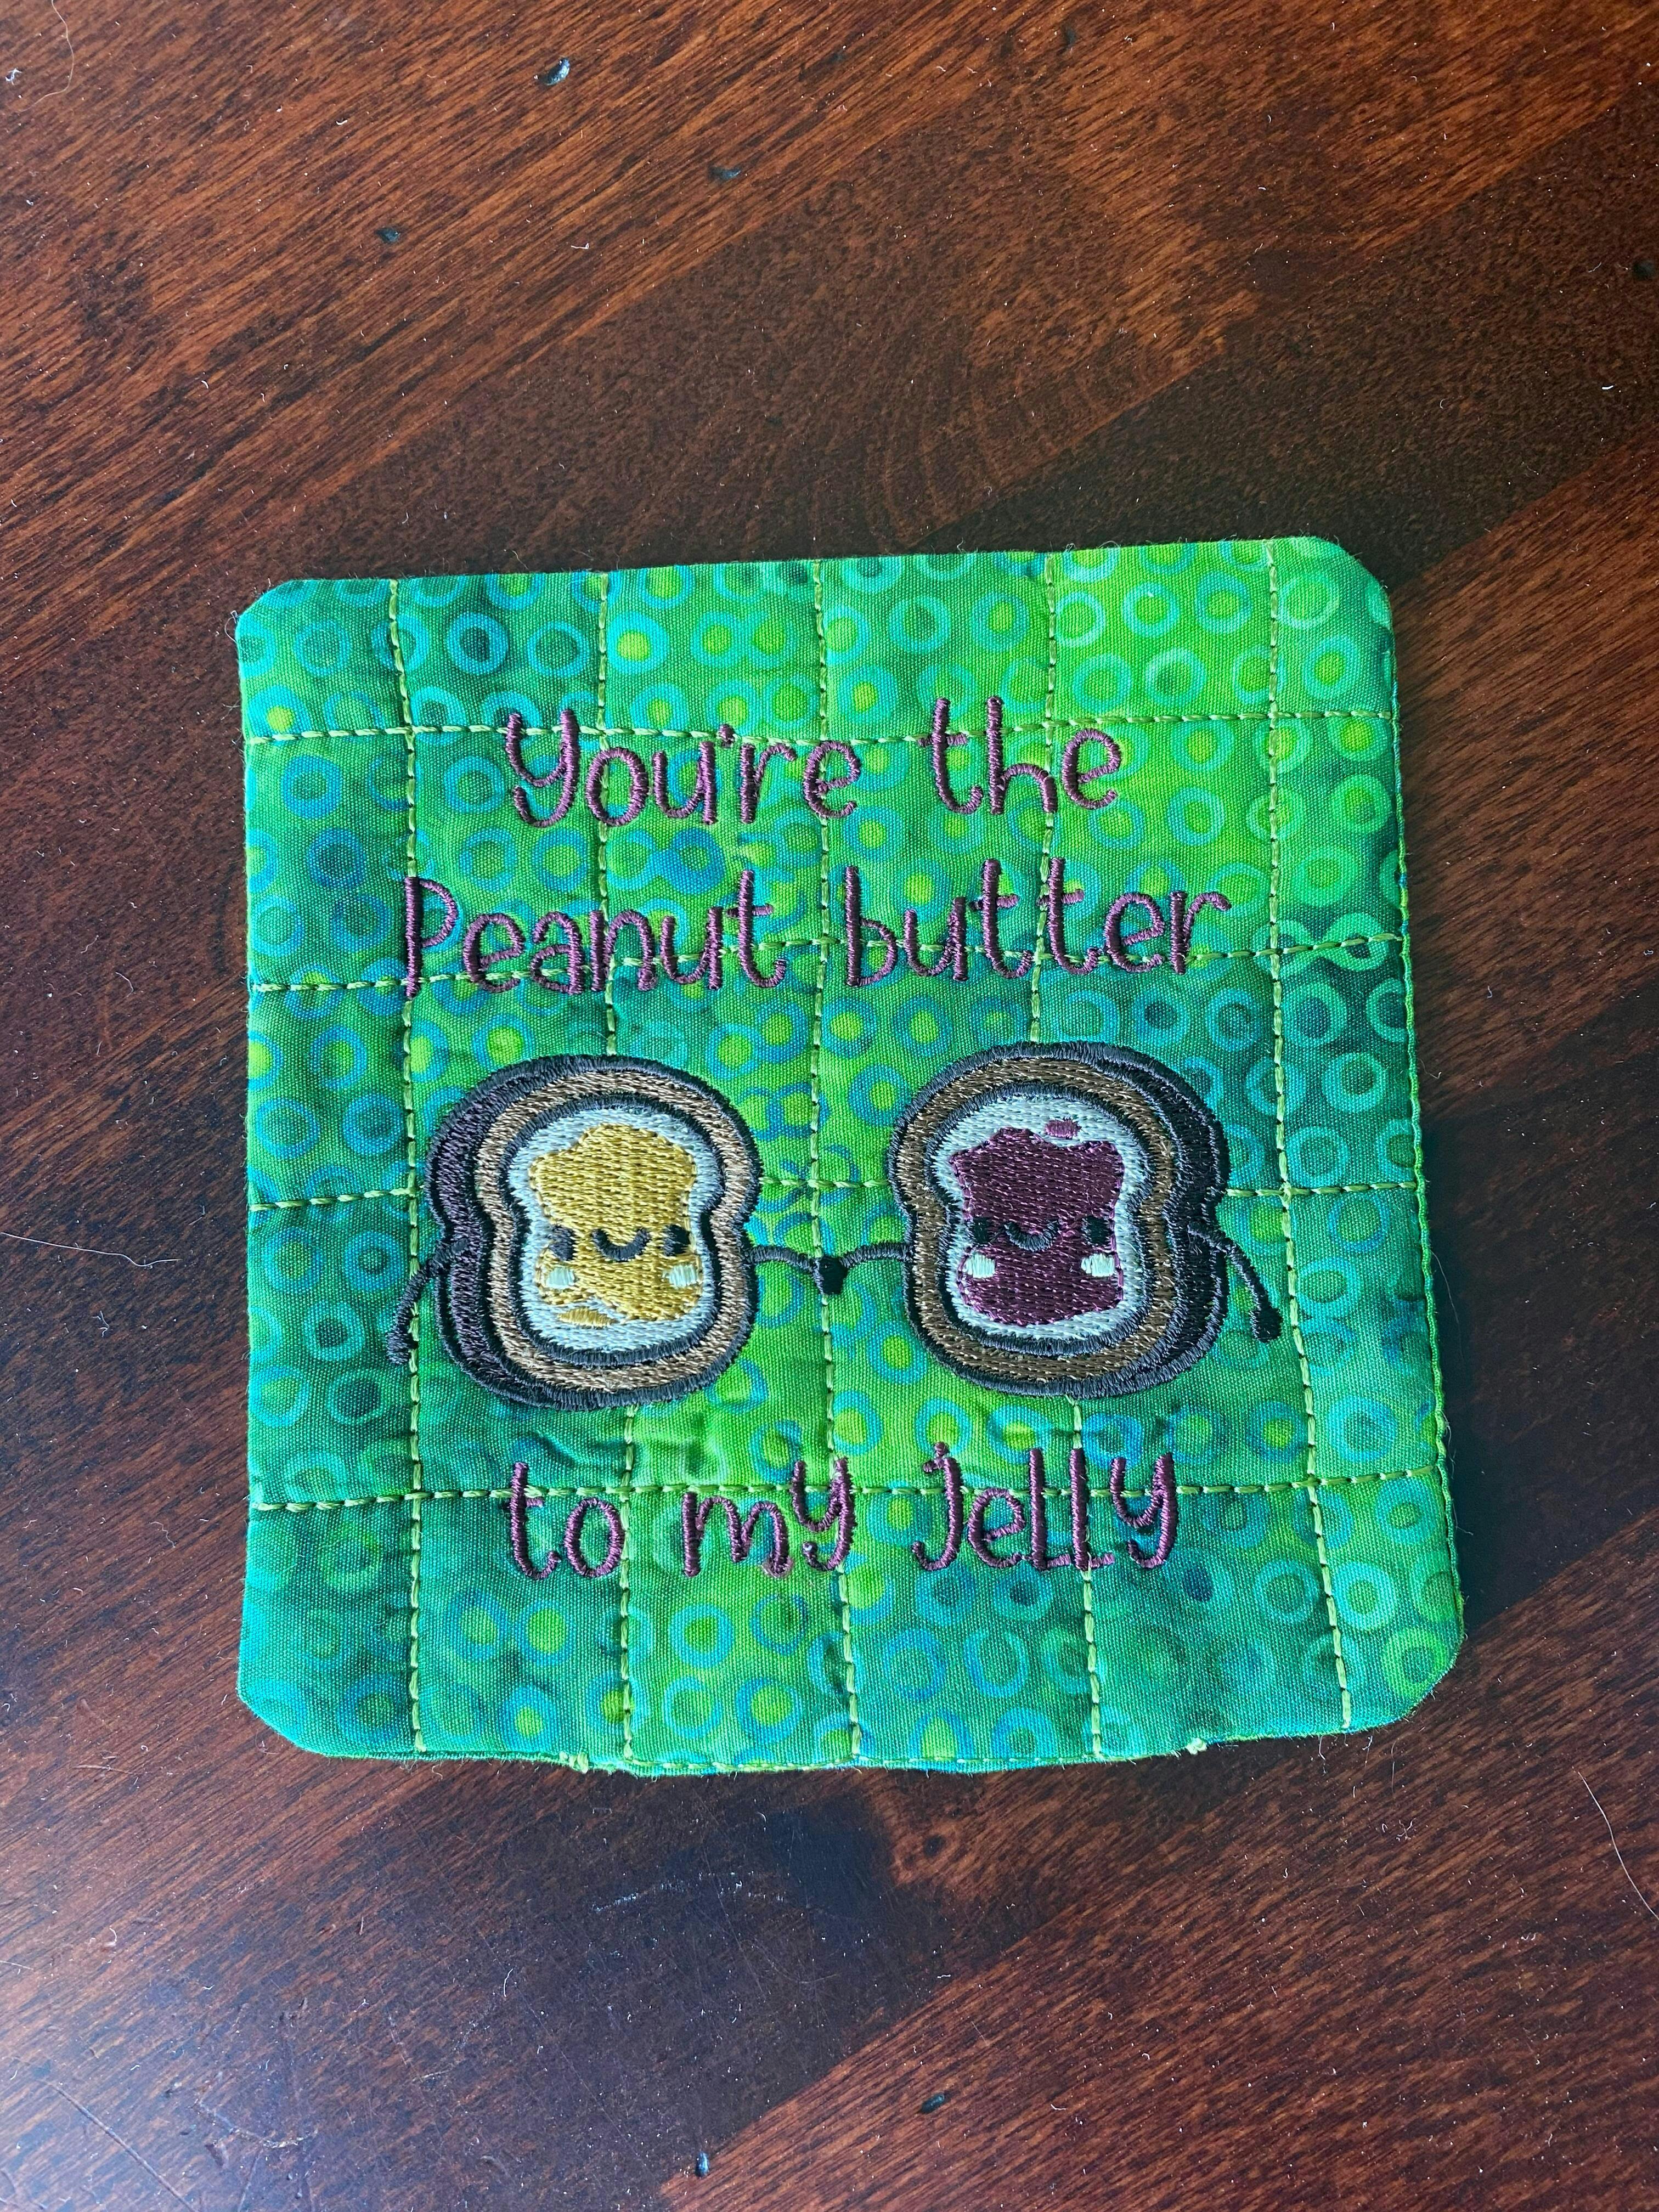 You're the
Peanut butter
to my jelly